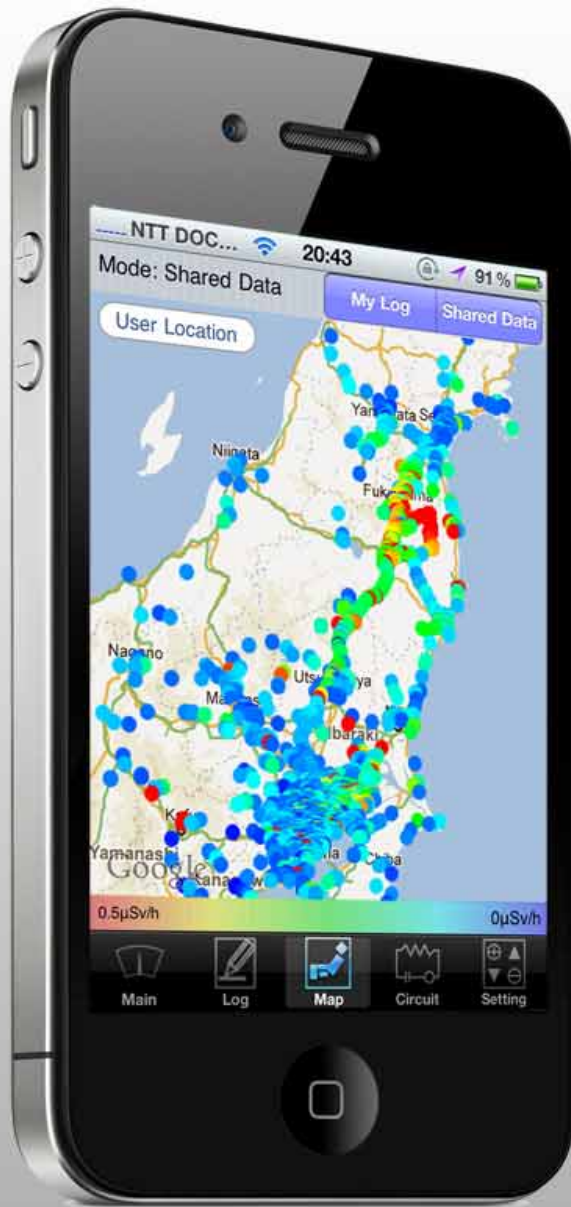 NTT DOC... 20:43 91%
Mode: Shared Data
My Log
Shared Data
User Location
Niigata
Nagano
Ibaraki
Chiba
Yamanashi
Google
0.5µSv/h
0µSv/h
Main
Log
Map
Circuit
Setting